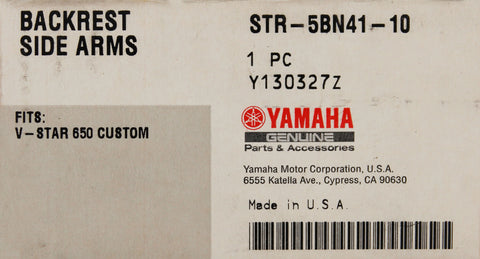 BACKREST
SIDE ARMS
STR-5BN41-10
1 PC
Y130327Z
FITS:
V-STAR 650 CUSTOM
YAMAHA
GENUINE
Parts & Accessories
Yamaha Motor Corporation, U.S.A.
6555 Katella Ave., Cypress, CA 90630
Made in U.S.A.